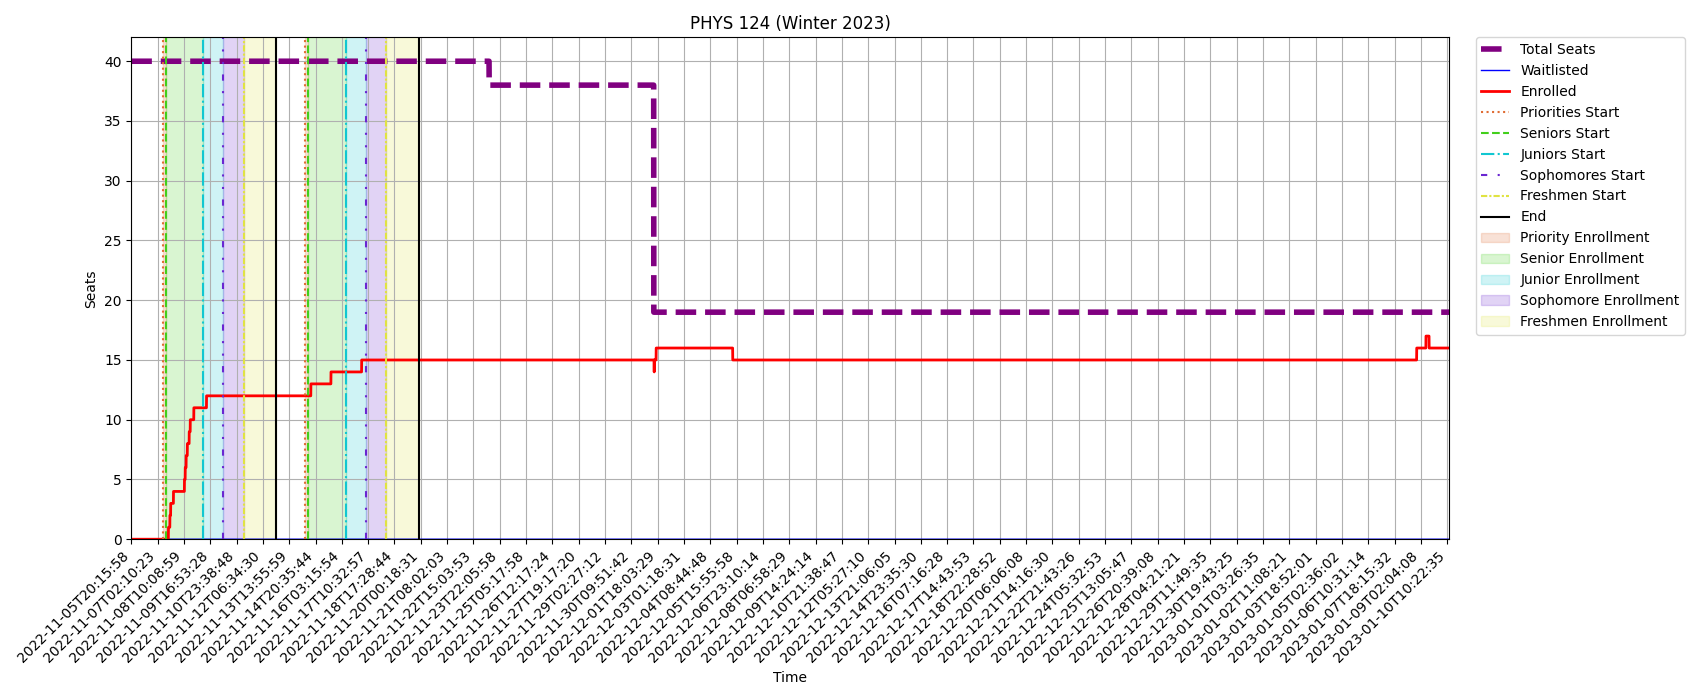 PHYS 124 (Winter 2023)
Seats
40
35
30
25
20
15
10
5
0
2022-11-05T20:15:58
2022-11-07T02:10:23
2022-11-08T10:08:59
2022-11-09T16:53:28
2022-11-10T23:38:48
2022-11-12T06:34:30
2022-11-13T13:55:59
2022-11-14T20:35:44
2022-11-16T03:15:54
2022-11-17T10:32:57
2022-11-18T17:28:44
2022-11-20T00:18:31
2022-11-21T08:02:03
2022-11-22T15:03:53
2022-11-23T22:05:58
2022-11-25T05:17:58
2022-11-26T12:17:24
2022-11-27T19:17:20
2022-11-29T02:27:12
2022-11-30T09:51:42
2022-12-01T18:03:29
2022-12-03T01:18:31
2022-12-04T08:44:48
2022-12-05T15:55:58
2022-12-06T23:10:14
2022-12-08T06:58:29
2022-12-09T14:24:14
2022-12-10T21:38:47
2022-12-12T05:27:10
2022-12-13T21:06:05
2022-12-14T23:35:30
2022-12-16T07:16:28
2022-12-17T14:43:53
2022-12-18T22:28:52
2022-12-20T06:06:08
2022-12-21T14:16:30
2022-12-22T21:43:26
2022-12-24T05:32:53
2022-12-25T13:05:47
2022-12-26T20:39:08
2022-12-28T04:21:21
2022-12-29T11:49:35
2022-12-30T19:43:25
2023-01-01T03:26:35
2023-01-02T11:08:21
2023-01-03T18:52:01
2023-01-05T02:36:02
2023-01-06T10:31:14
2023-01-07T18:15:32
2023-01-09T02:04:08
2023-01-10T10:22:35
Time
Total Seats
Waitlisted
Enrolled
Priorities Start
Seniors Start
Juniors Start
Sophomores Start
Freshmen Start
End
Priority Enrollment
Senior Enrollment
Junior Enrollment
Sophomore Enrollment
Freshmen Enrollment